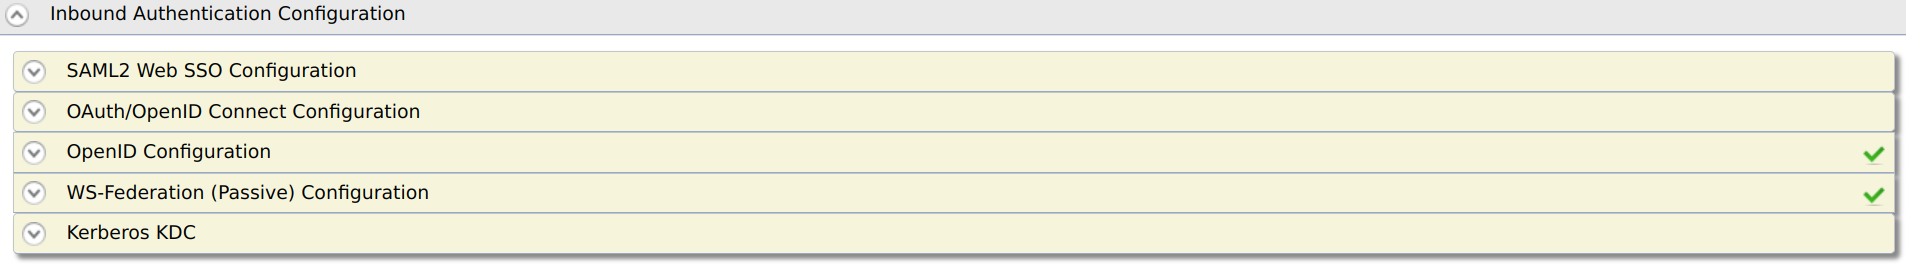 Inbound Authentication Configuration
SAML2 Web SSO Configuration
OAuth/OpenID Connect Configuration
OpenID Configuration
WS-Federation (Passive) Configuration
Kerberos KDC